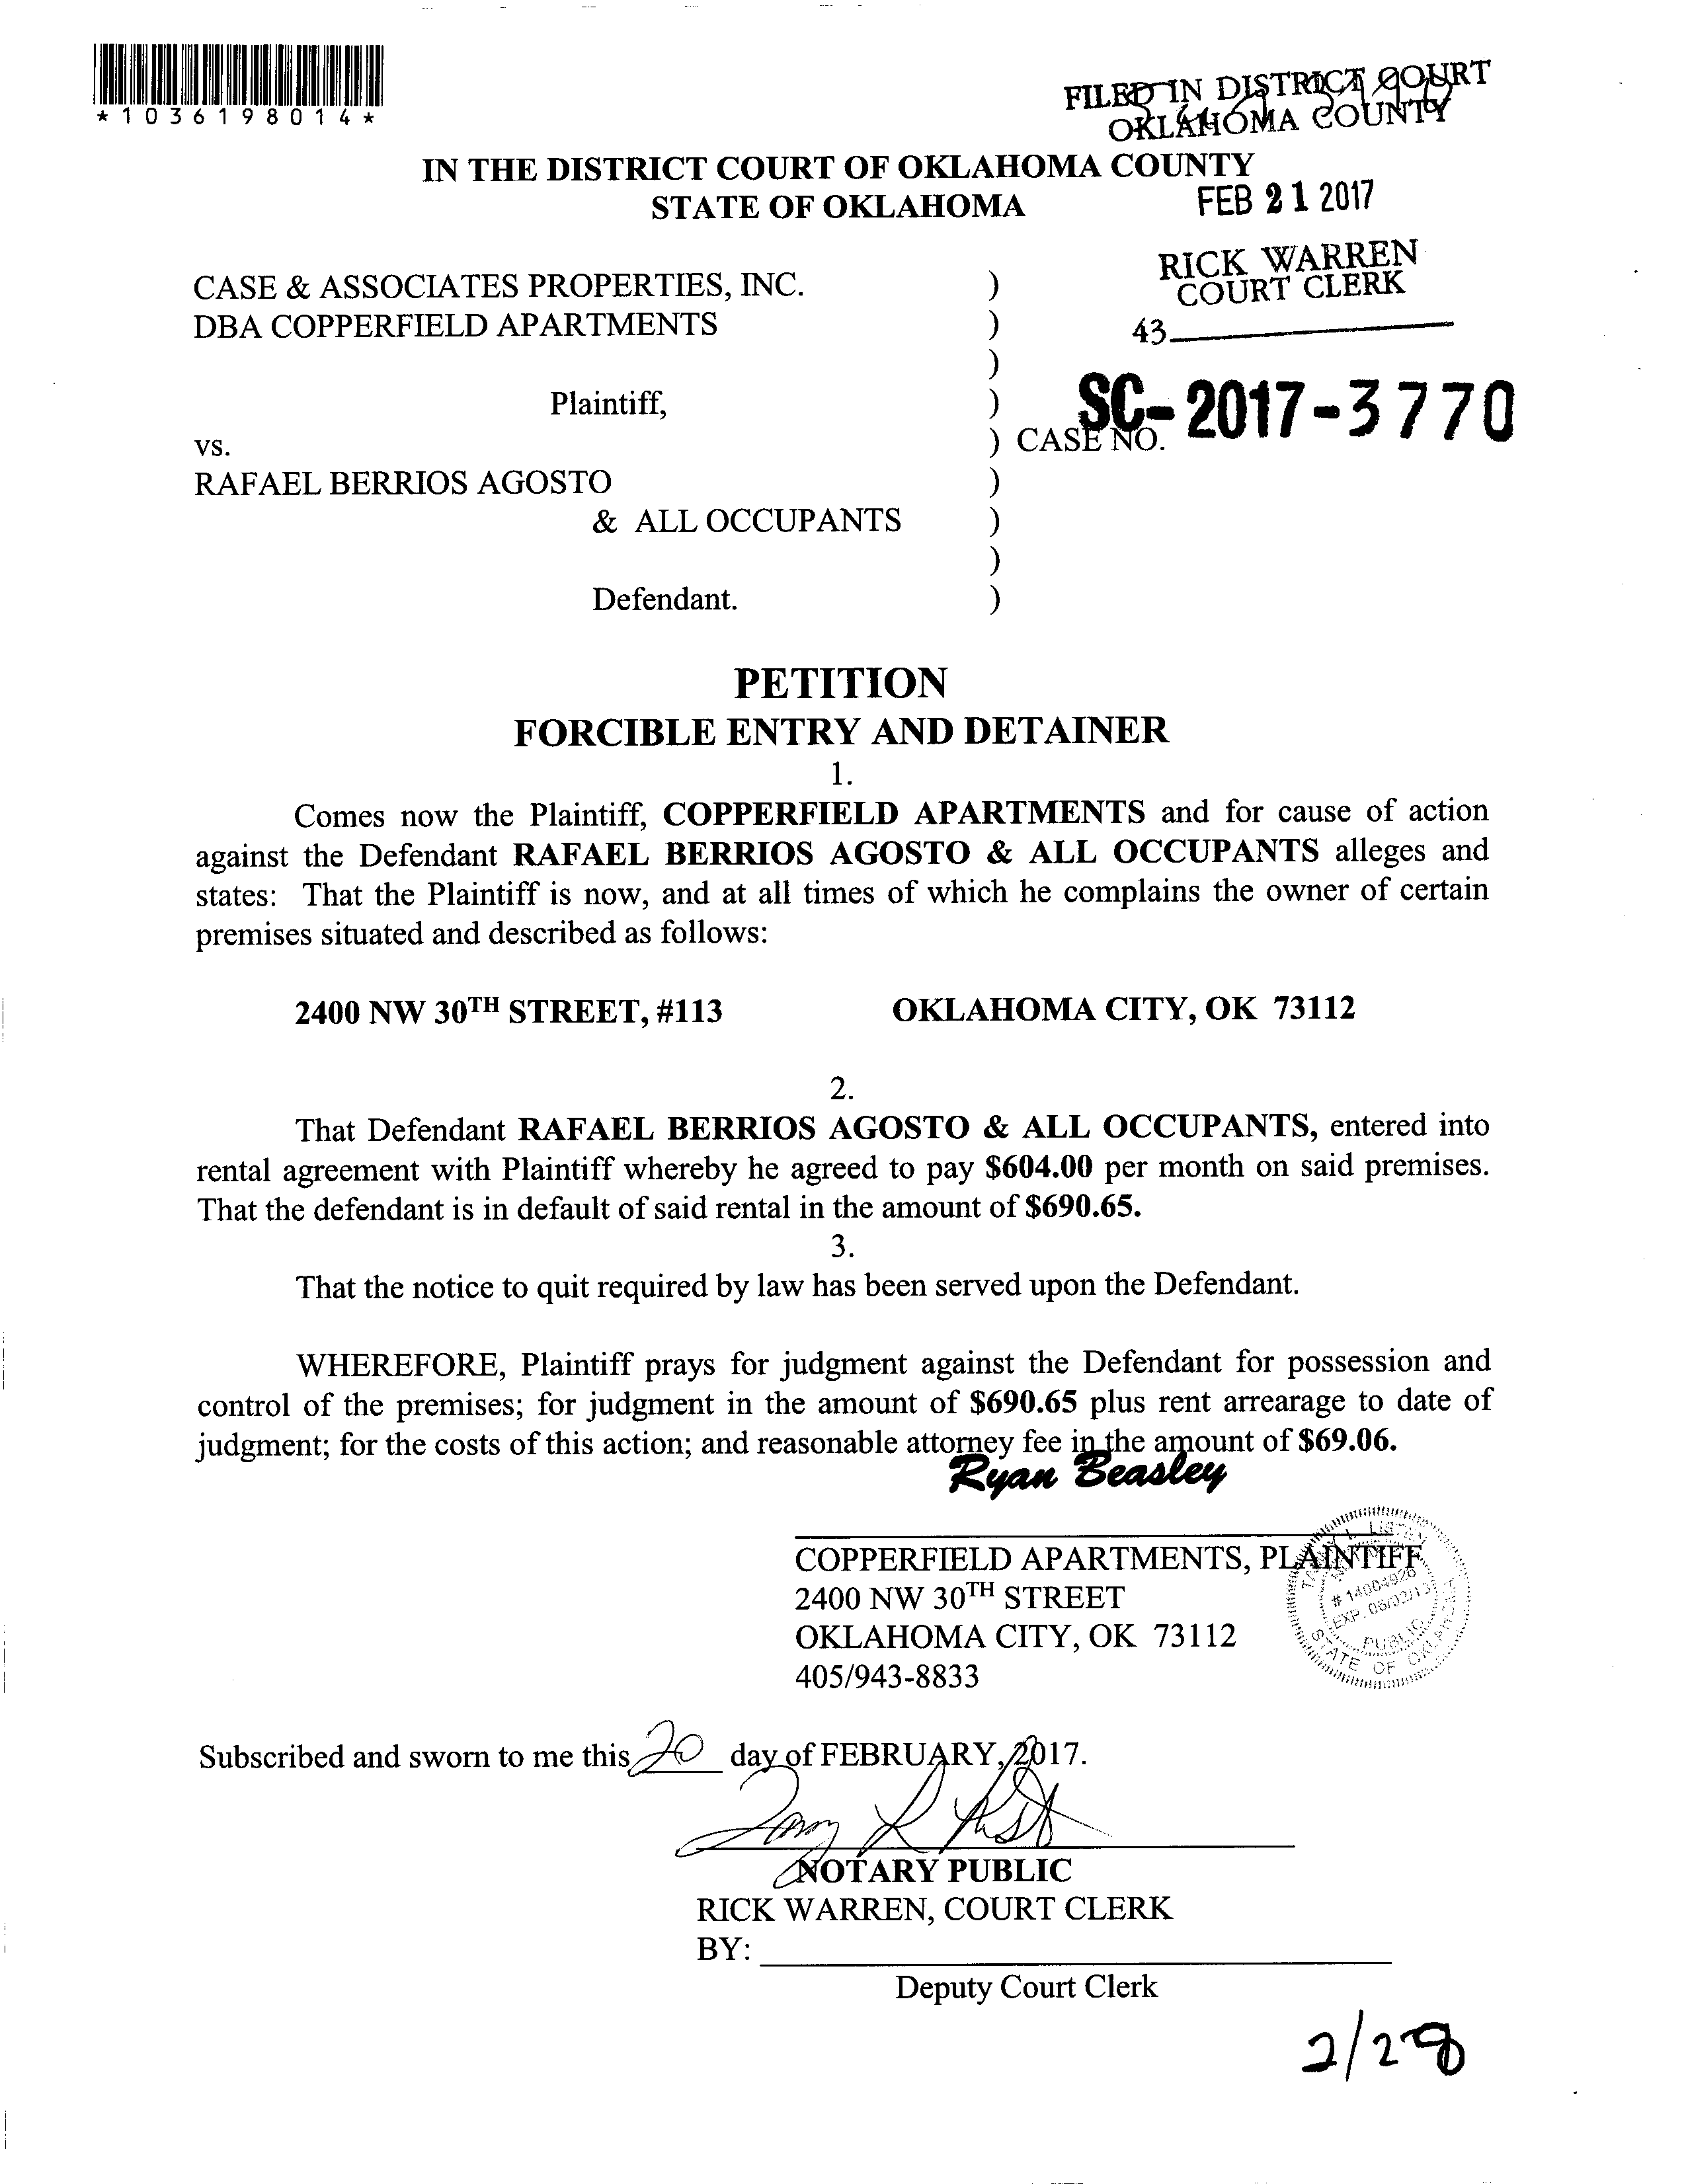 *1036198014*
FILED IN DISTRICT COURT
OKLAHOMA COUNTY
IN THE DISTRICT COURT OF OKLAHOMA COUNTY
STATE OF OKLAHOMA
FEB 21 2017
RICK WARREN
COURT CLERK
43
CASE & ASSOCIATES PROPERTIES, INC. )
DBA COPPERFIELD APARTMENTS )
)
Plaintiff, )
SC-2017-3770
vs. ) CASE NO.
RAFAEL BERRIOS AGOSTO )
& ALL OCCUPANTS )
)
Defendant. )
PETITION
FORCIBLE ENTRY AND DETAINER
1.
Comes now the Plaintiff, COPPERFIELD APARTMENTS and for cause of action
against the Defendant RAFAEL BERRIOS AGOSTO & ALL OCCUPANTS alleges and
states: That the Plaintiff is now, and at all times of which he complains the owner of certain
premises situated and described as follows:
2400 NW 30TH STREET, #113 OKLAHOMA CITY, OK 73112
2.
That Defendant RAFAEL BERRIOS AGOSTO & ALL OCCUPANTS, entered into
rental agreement with Plaintiff whereby he agreed to pay $604.00 per month on said premises.
That the defendant is in default of said rental in the amount of $690.65.
3.
That the notice to quit required by law has been served upon the Defendant.
WHEREFORE, Plaintiff prays for judgment against the Defendant for possession and
control of the premises; for judgment in the amount of $690.65 plus rent arrearage to date of
judgment; for the costs of this action; and reasonable attorney fee in the amount of $69.06.
Ryan Beasley
COPPERFIELD APARTMENTS, PLAINTIFF
2400 NW 30TH STREET
OKLAHOMA CITY, OK 73112
405/943-8833
# 14004926
EXP.
PUBLIC
STATE OF OKLAHOMA
Subscribed and sworn to me this 20 day of FEBRUARY, 2017.
NOTARY PUBLIC
RICK WARREN, COURT CLERK
BY:
Deputy Court Clerk
2/28